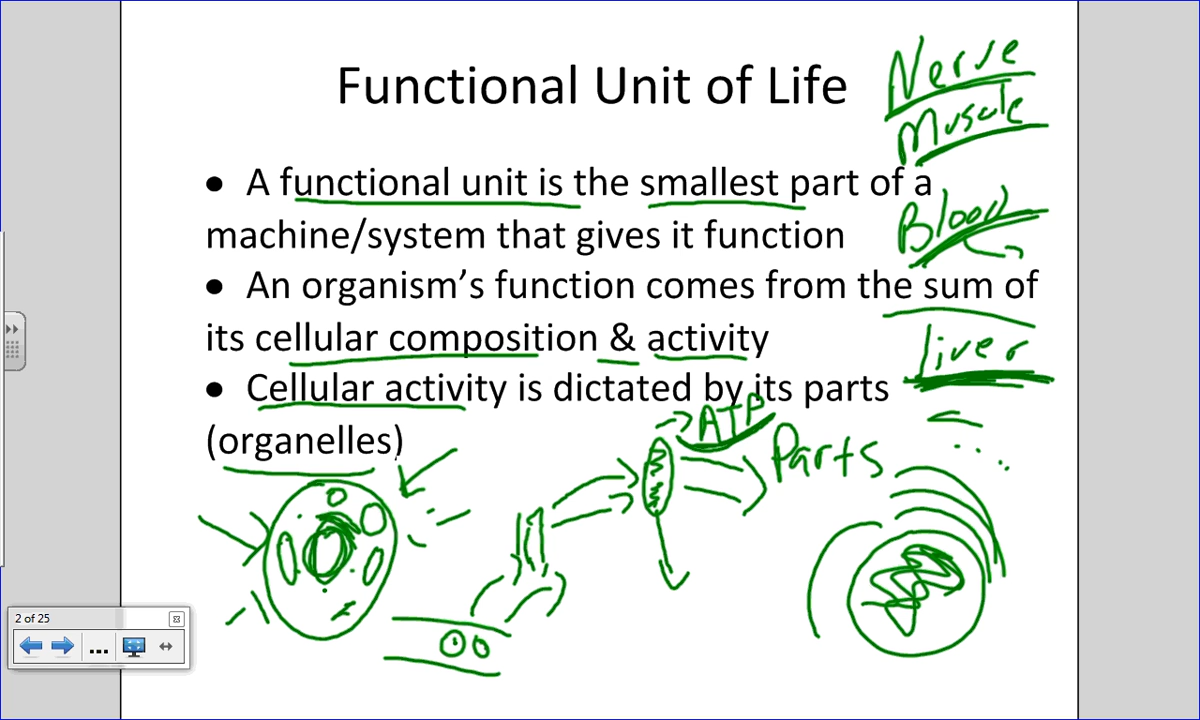 Functional Unit of Life
Nerve
Muscle
• A functional unit is the smallest part of a
machine/system that gives it function
Blood
• An organism’s function comes from the sum of
its cellular composition & activity
liver
• Cellular activity is dictated by its parts
(organelles)
ATP
Parts
2 of 25